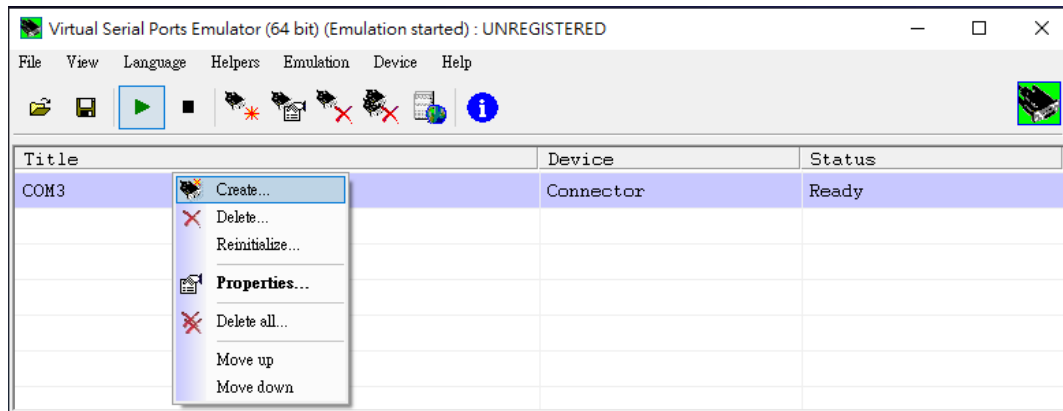 Virtual Serial Ports Emulator (64 bit) (Emulation started) : UNREGISTERED
File View Language Helpers Emulation Device Help
Title Device Status
COM3 Connector Ready
Create...
Delete...
Reinitialize...
Properties...
Delete all...
Move up
Move down